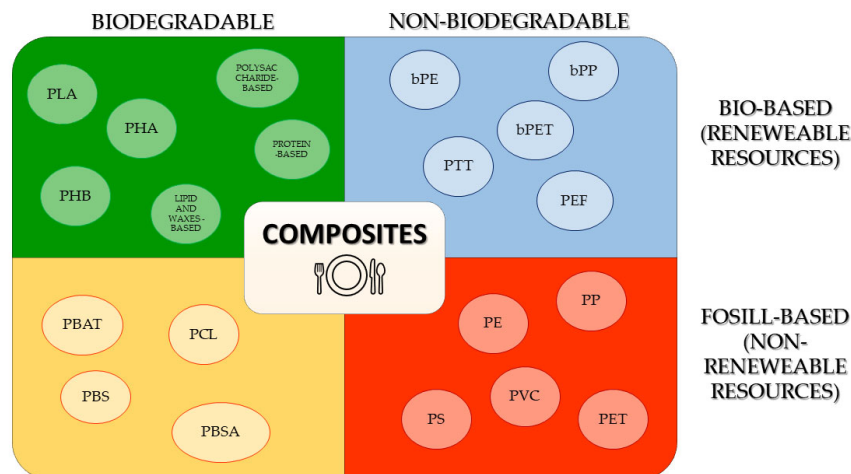 BIODEGRADABLE
NON-BIODEGRADABLE
PLA
POLYSAC
CHARIDE-
BASED
PHA
PROTEIN
-BASED
PHB
LIPID
AND
WAXES-
BASED
bPE
bPP
bPET
PTT
PEF
BIO-BASED
(RENEWEABLE
RESOURCES)
COMPOSITES
PBAT
PCL
PBS
PBSA
PP
PE
PVC
PS
PET
FOSILL-BASED
(NON-
RENEWEABLE
RESOURCES)